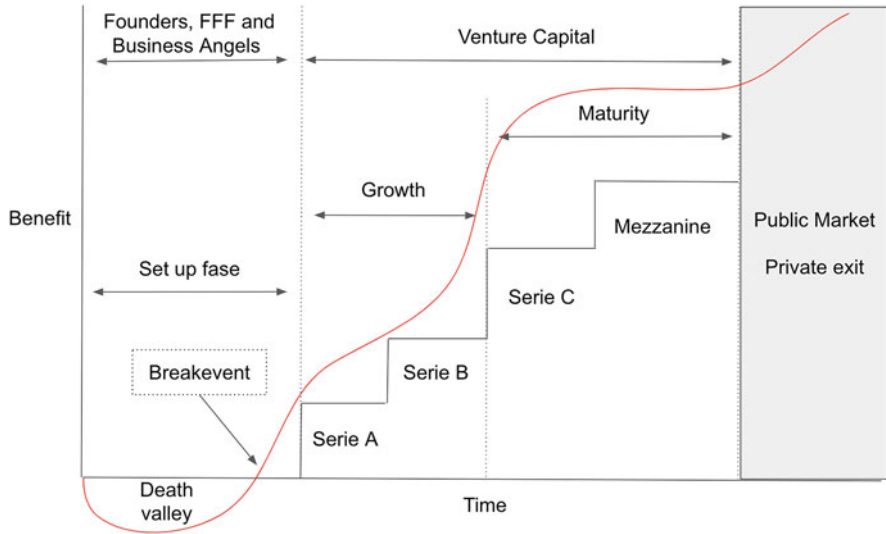 Founders, FFF and
Business Angels
Venture Capital
Maturity
Growth
Benefit
Mezzanine
Public Market
Private exit
Set up fase
Serie C
Breakevent
Serie B
Serie A
Death
valley
Time